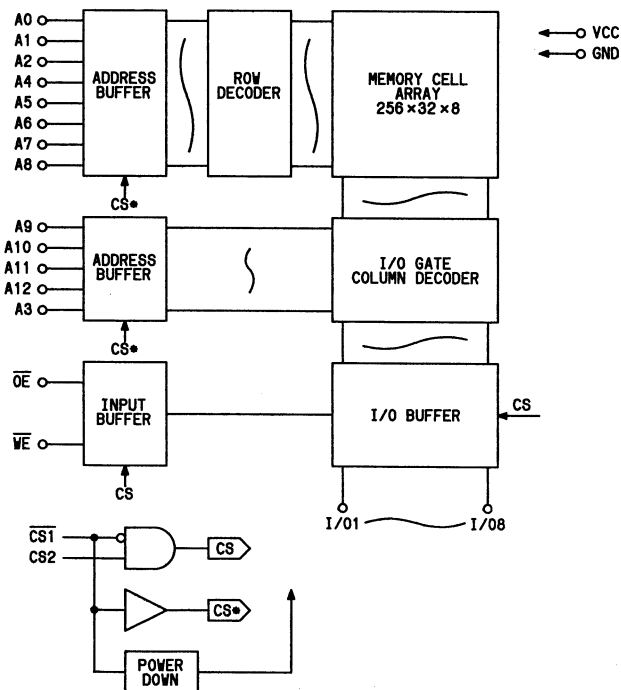 A0
A1
A2
A4
A5
A6
A7
A8
ADDRESS
BUFFER
CS*
ROW
DECODER
MEMORY CELL
ARRAY
256×32×8
VCC
GND
A9
A10
A11
A12
A3
ADDRESS
BUFFER
CS*
I/O GATE
COLUMN DECODER
OE
WE
INPUT
BUFFER
CS
I/O BUFFER
CS
I/O1
I/O8
CS1
CS2
CS
CS*
POWER
DOWN